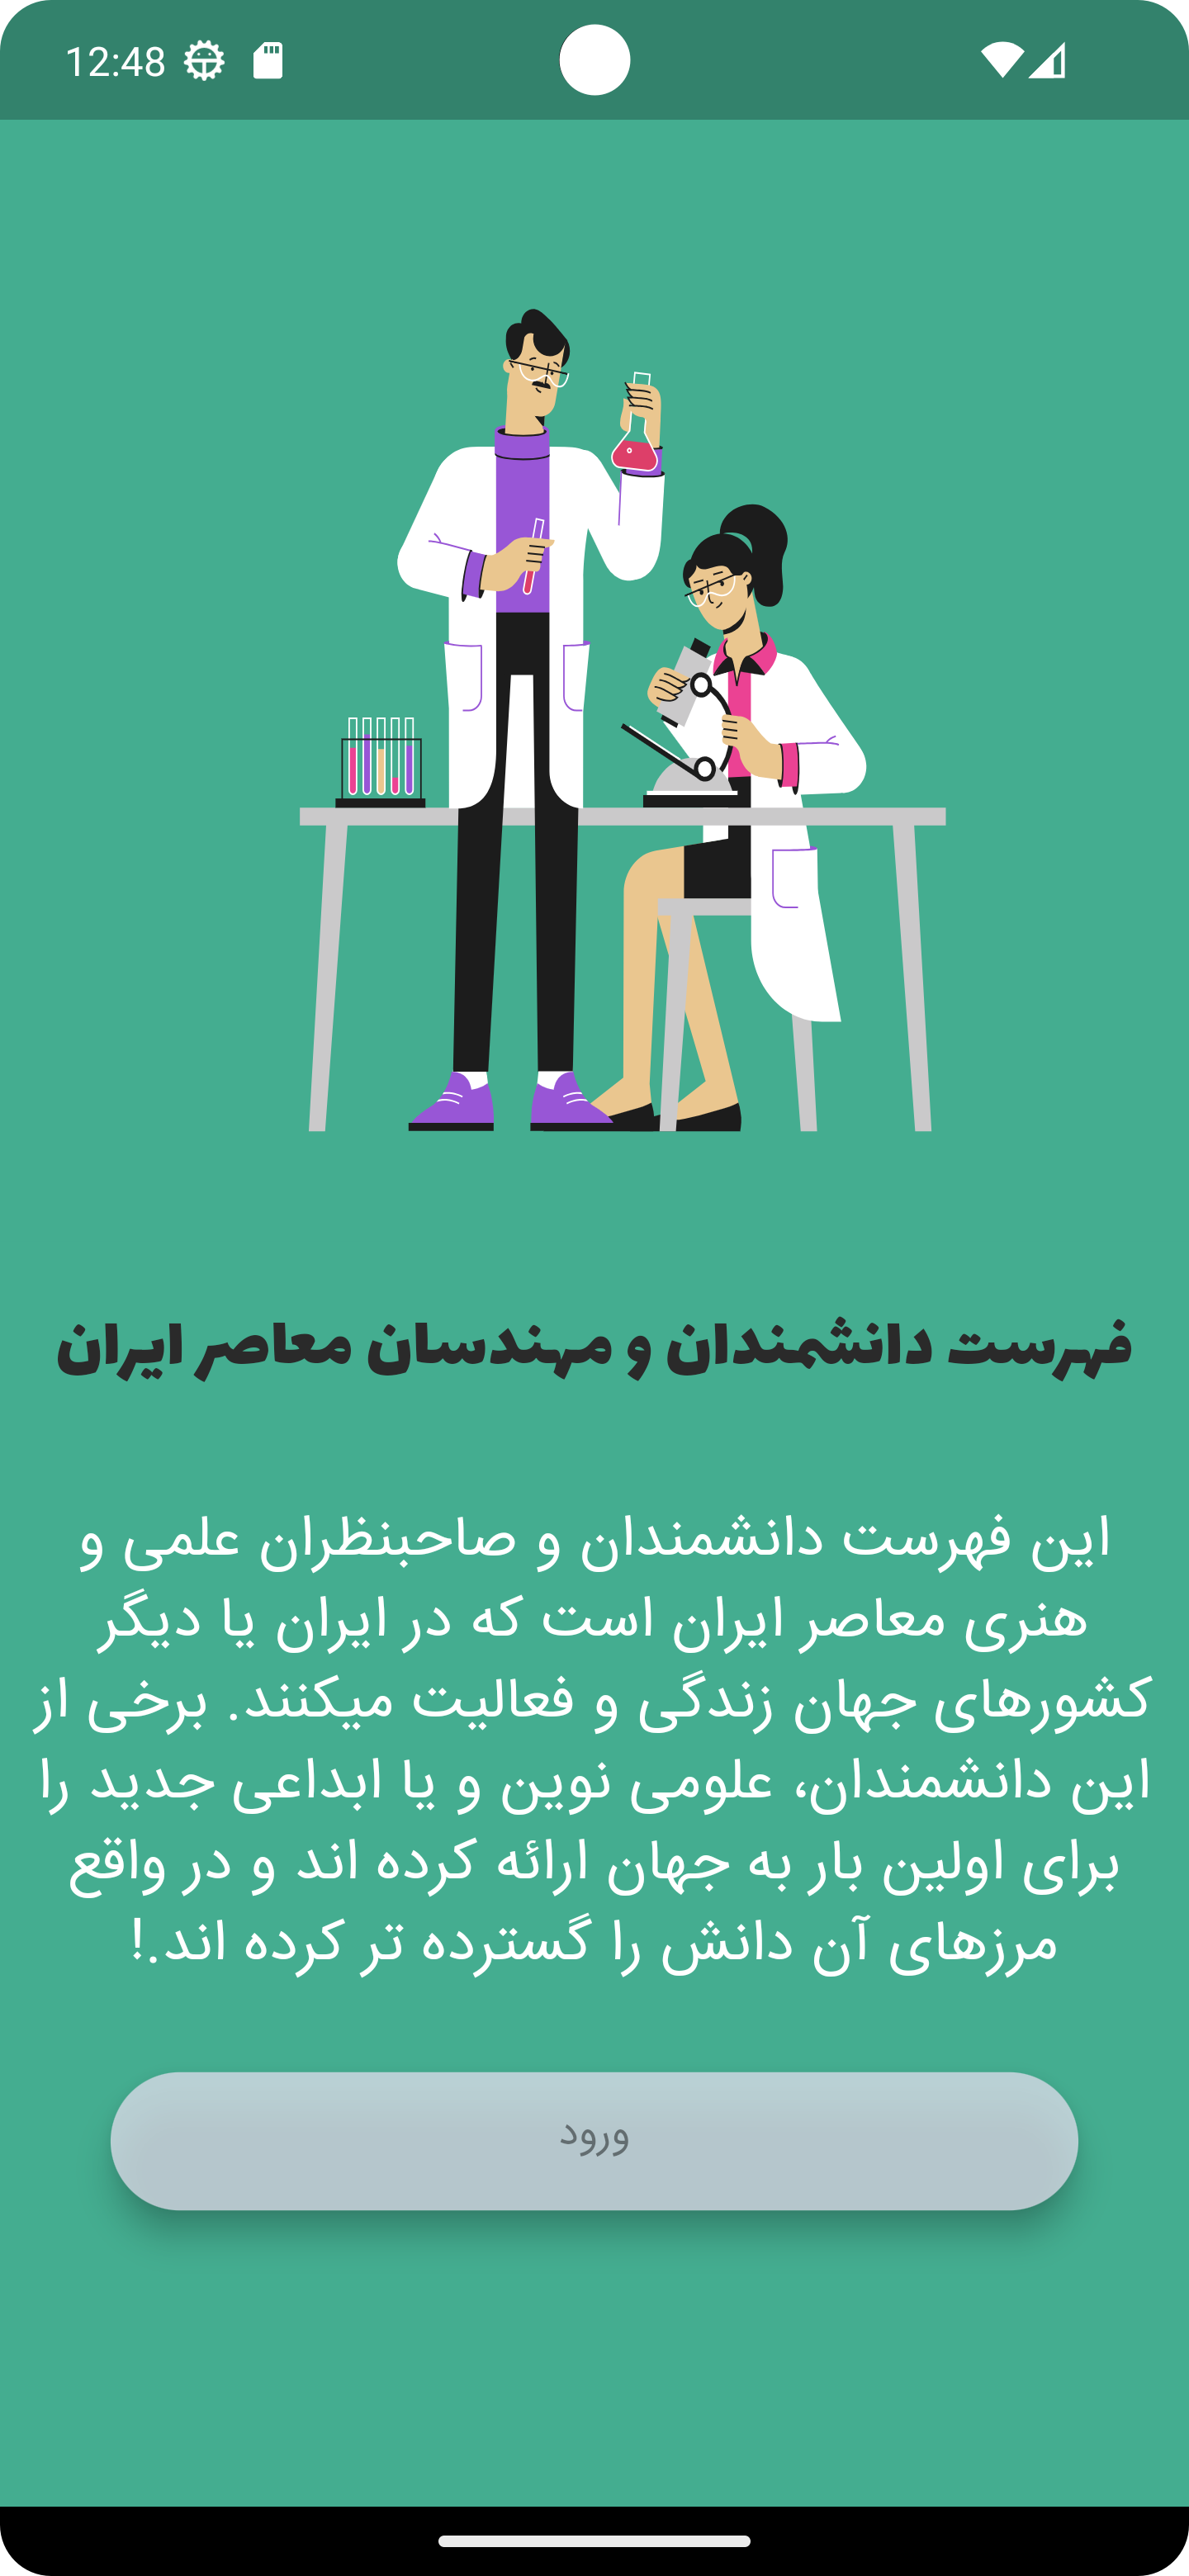 12:48
فهرست دانشمندان و مهندسان معاصر ایران
این فهرست دانشمندان و صاحبنظران علمی و
هنری معاصر ایران است که در ایران یا دیگر
کشورهای جهان زندگی و فعالیت میکنند. برخی از
این دانشمندان، علومی نوین و یا ابداعی جدید را
برای اولین بار به جهان ارائه کرده اند و در واقع
مرزهای آن دانش را گسترده تر کرده اند.!
ورود